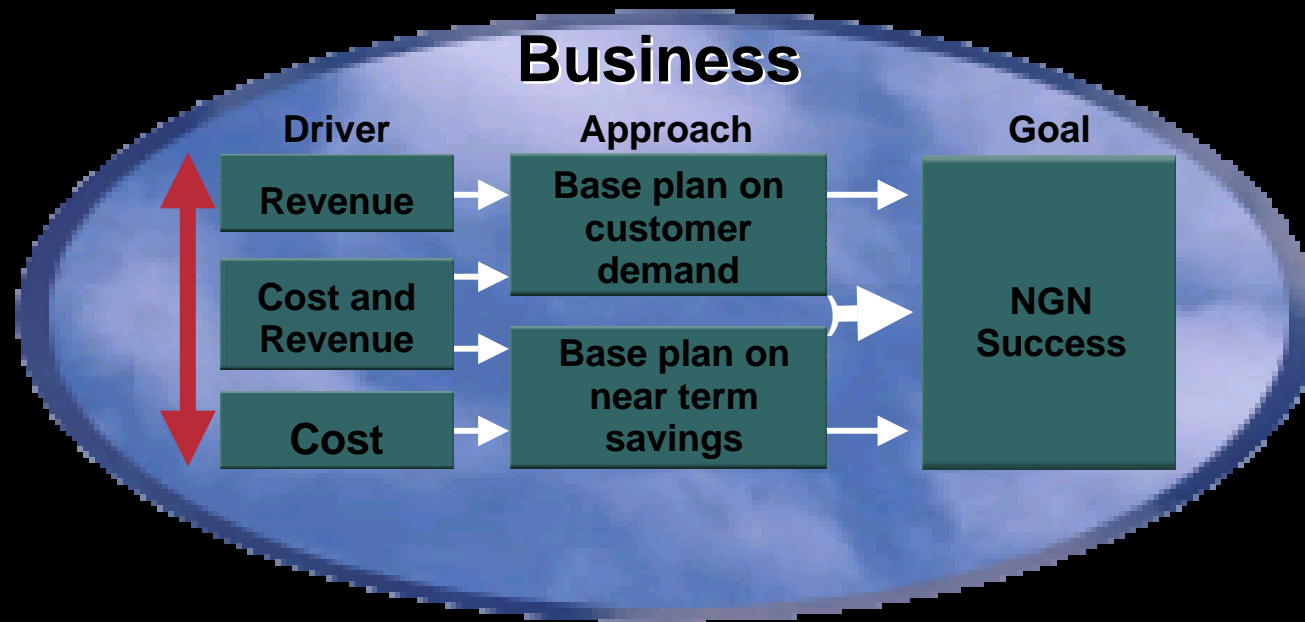 Business
Driver
Approach
Goal
Revenue
Cost and
Revenue
Cost
Base plan on
customer
demand
Base plan on
near term
savings
NGN
Success